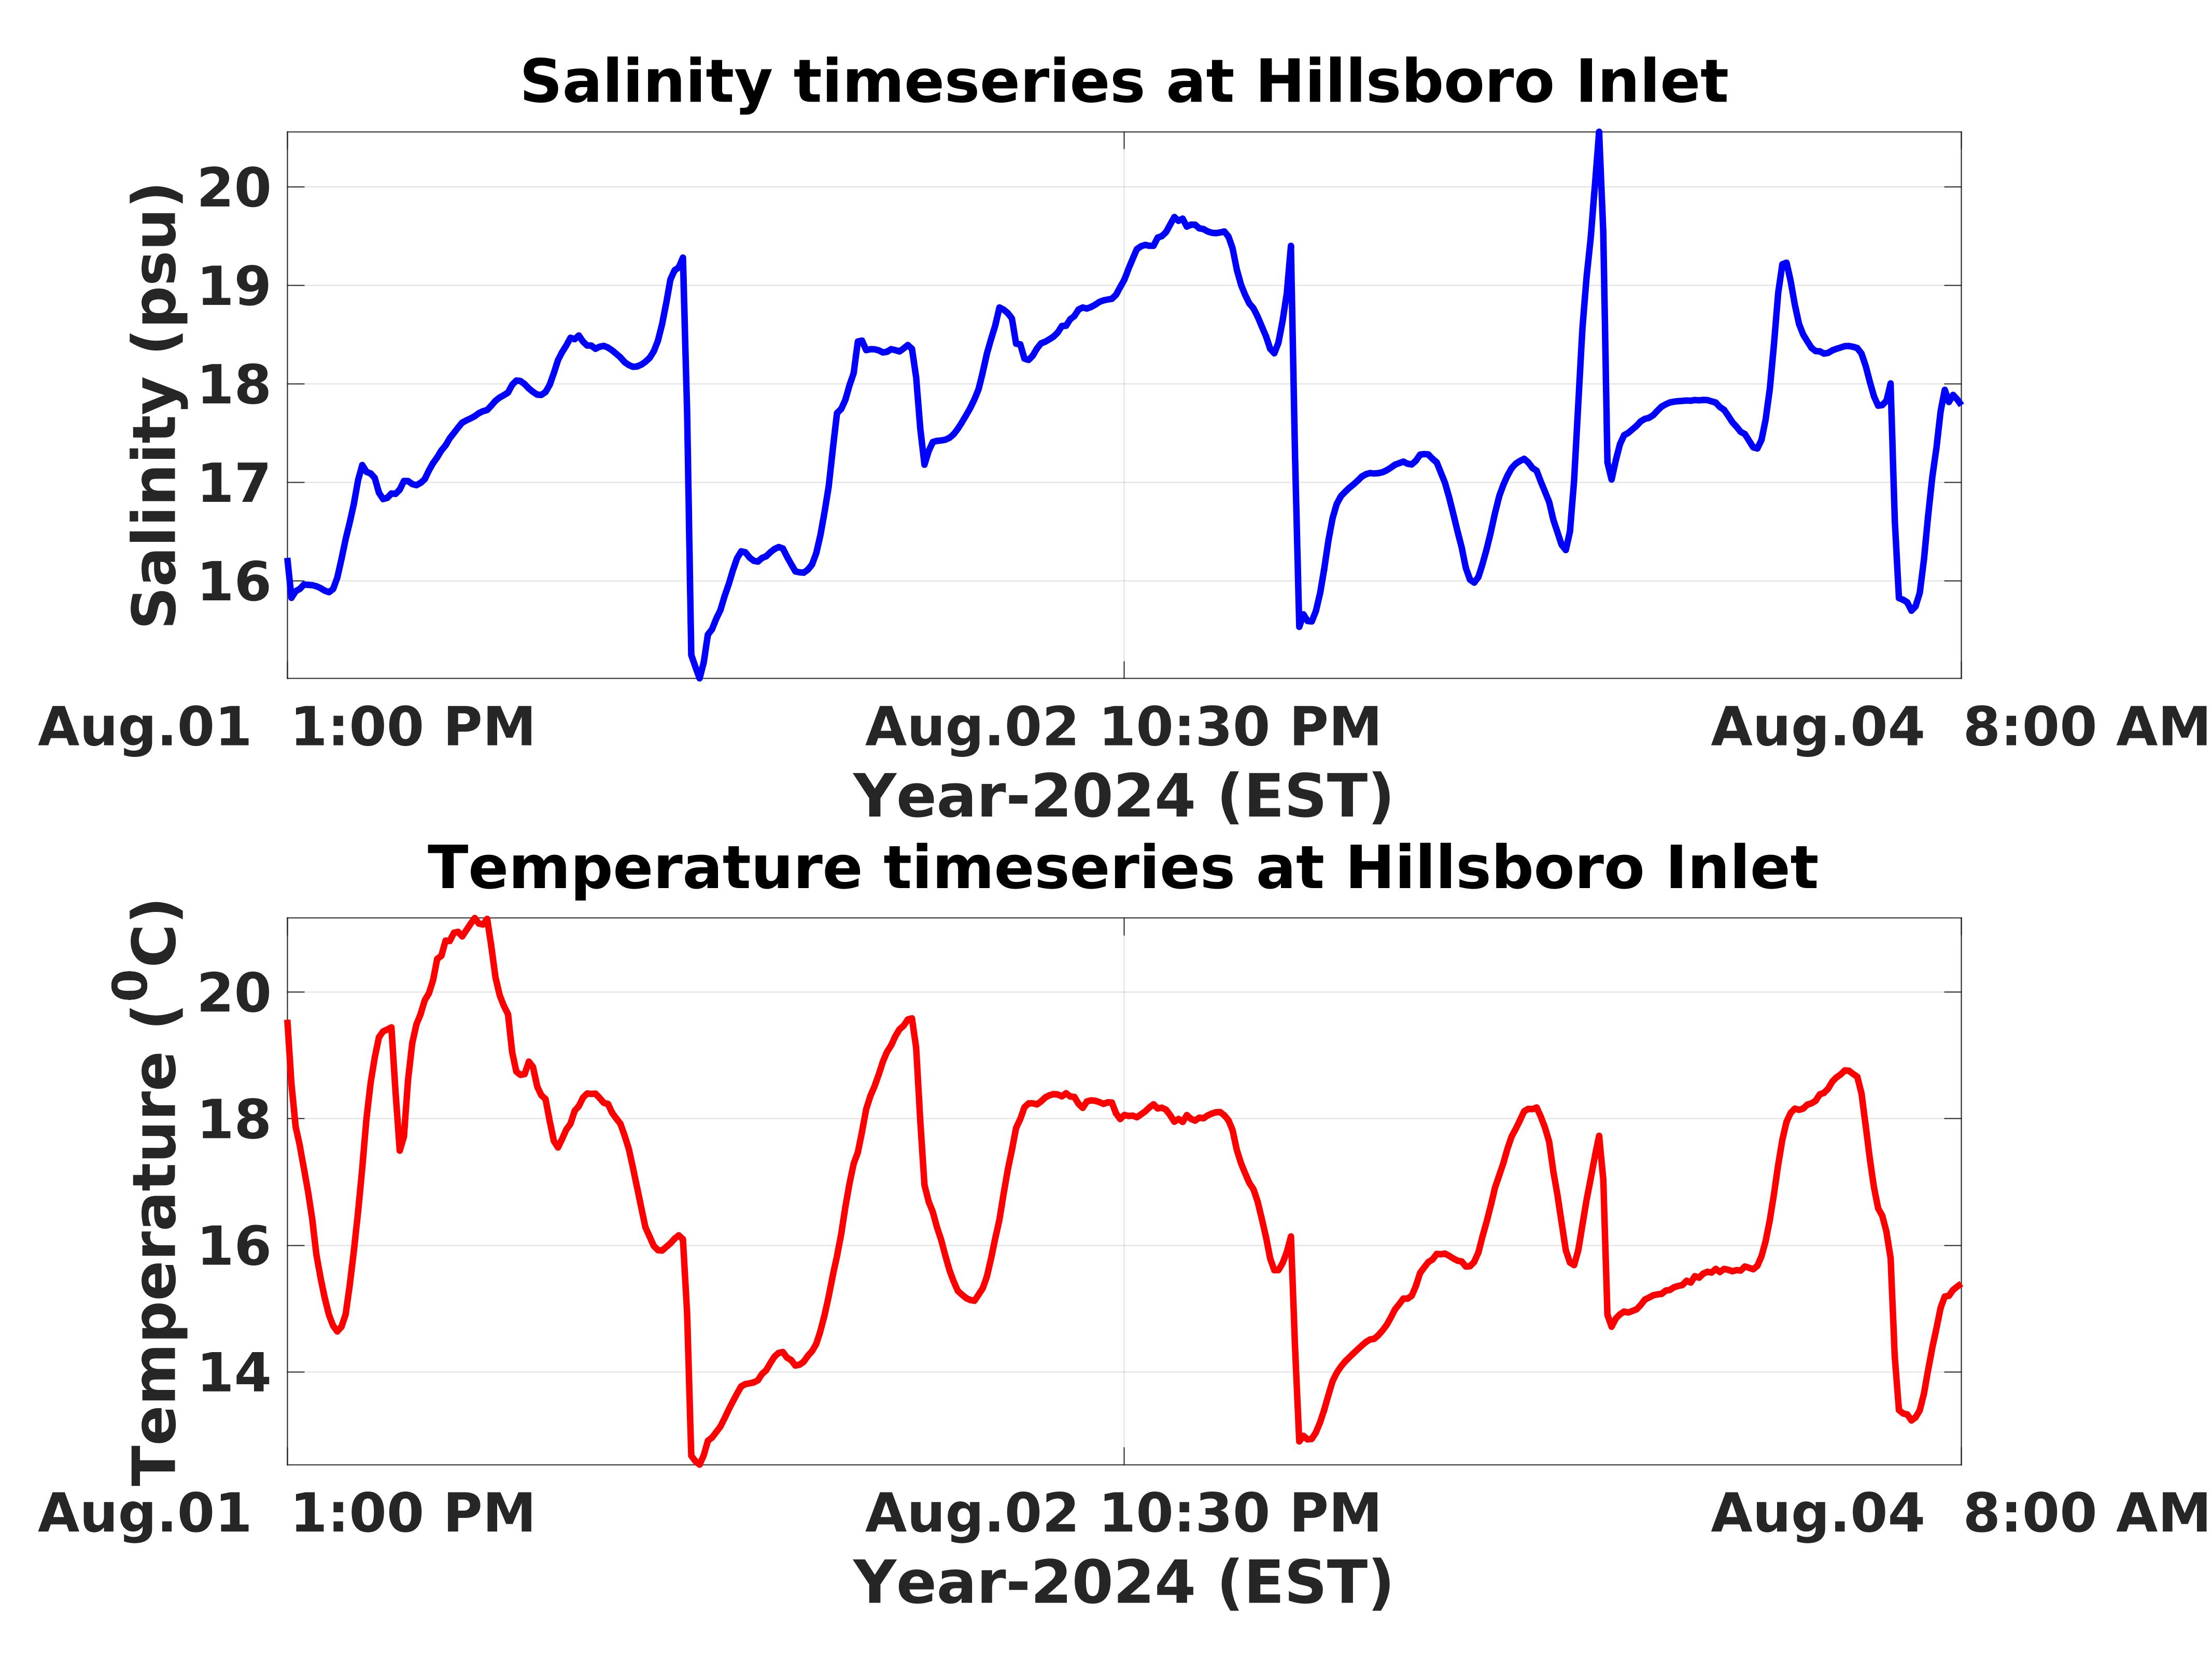 Salinity timeseries at Hillsboro Inlet
Salinity (psu)
20
19
18
17
16
Aug.01  1:00 PM Aug.02 10:30 PM Aug.04  8:00 AM
Year-2024 (EST)
Temperature timeseries at Hillsboro Inlet
Temperature (⁰C)
20
18
16
14
Aug.01  1:00 PM Aug.02 10:30 PM Aug.04  8:00 AM
Year-2024 (EST)